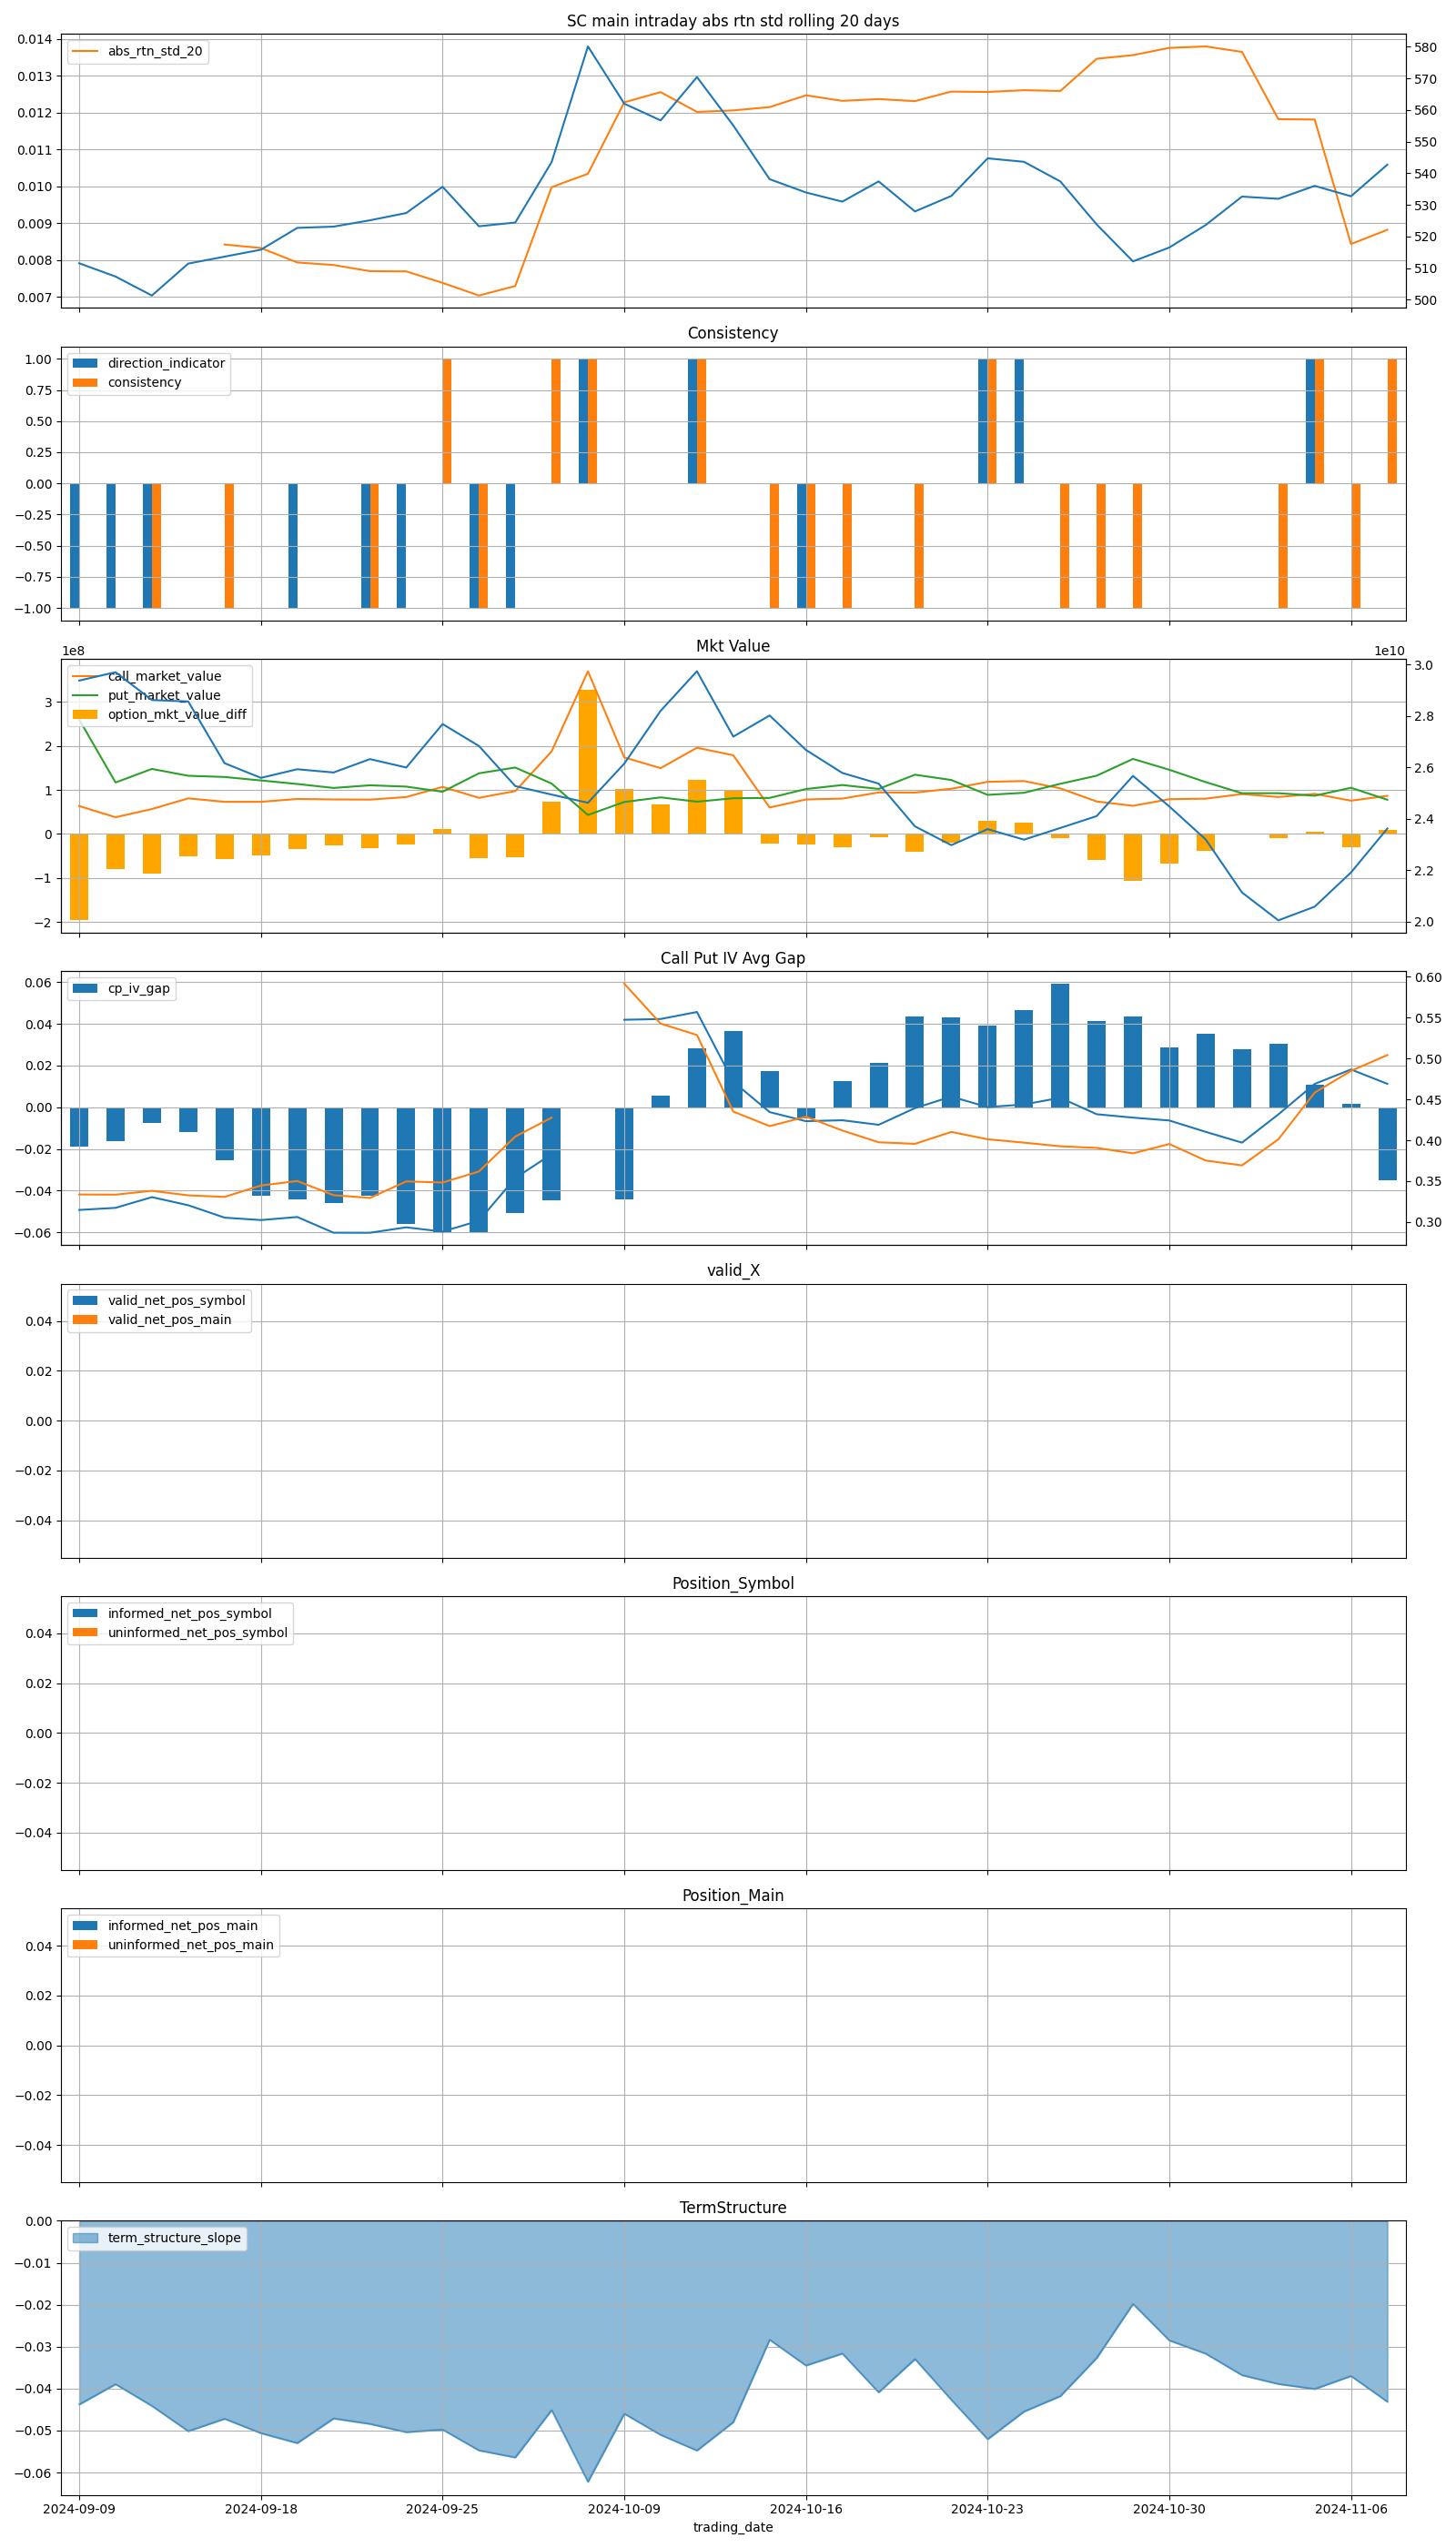 SC main intraday abs rtn std rolling 20 days
abs_rtn_std_20
0.014
0.013
0.012
0.011
0.010
0.009
0.008
0.007
580
570
560
550
540
530
520
510
500
Consistency
direction_indicator
consistency
1.00
0.75
0.50
0.25
0.00
−0.25
−0.50
−0.75
−1.00
Mkt Value
1e8
1e10
call_market_value
put_market_value
option_mkt_value_diff
3
2
1
0
−1
−2
3.0
2.8
2.6
2.4
2.2
2.0
Call Put IV Avg Gap
cp_iv_gap
0.06
0.04
0.02
0.00
−0.02
−0.04
−0.06
0.60
0.55
0.50
0.45
0.40
0.35
0.30
valid_X
valid_net_pos_symbol
valid_net_pos_main
0.04
0.02
0.00
−0.02
−0.04
Position_Symbol
informed_net_pos_symbol
uninformed_net_pos_symbol
0.04
0.02
0.00
−0.02
−0.04
Position_Main
informed_net_pos_main
uninformed_net_pos_main
0.04
0.02
0.00
−0.02
−0.04
TermStructure
term_structure_slope
0.00
−0.01
−0.02
−0.03
−0.04
−0.05
−0.06
2024-09-09 2024-09-18 2024-09-25 2024-10-09 2024-10-16 2024-10-23 2024-10-30 2024-11-06
trading_date